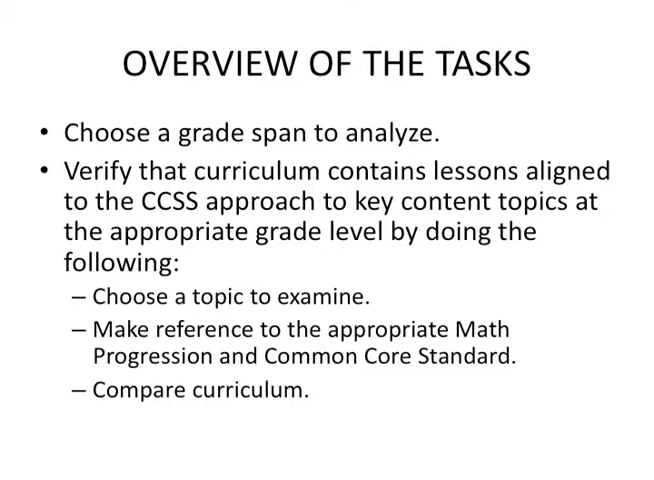 OVERVIEW OF THE TASKS
• Choose a grade span to analyze.
• Verify that curriculum contains lessons aligned
to the CCSS approach to key content topics at
the appropriate grade level by doing the
following:
– Choose a topic to examine.
– Make reference to the appropriate Math
Progression and Common Core Standard.
– Compare curriculum.